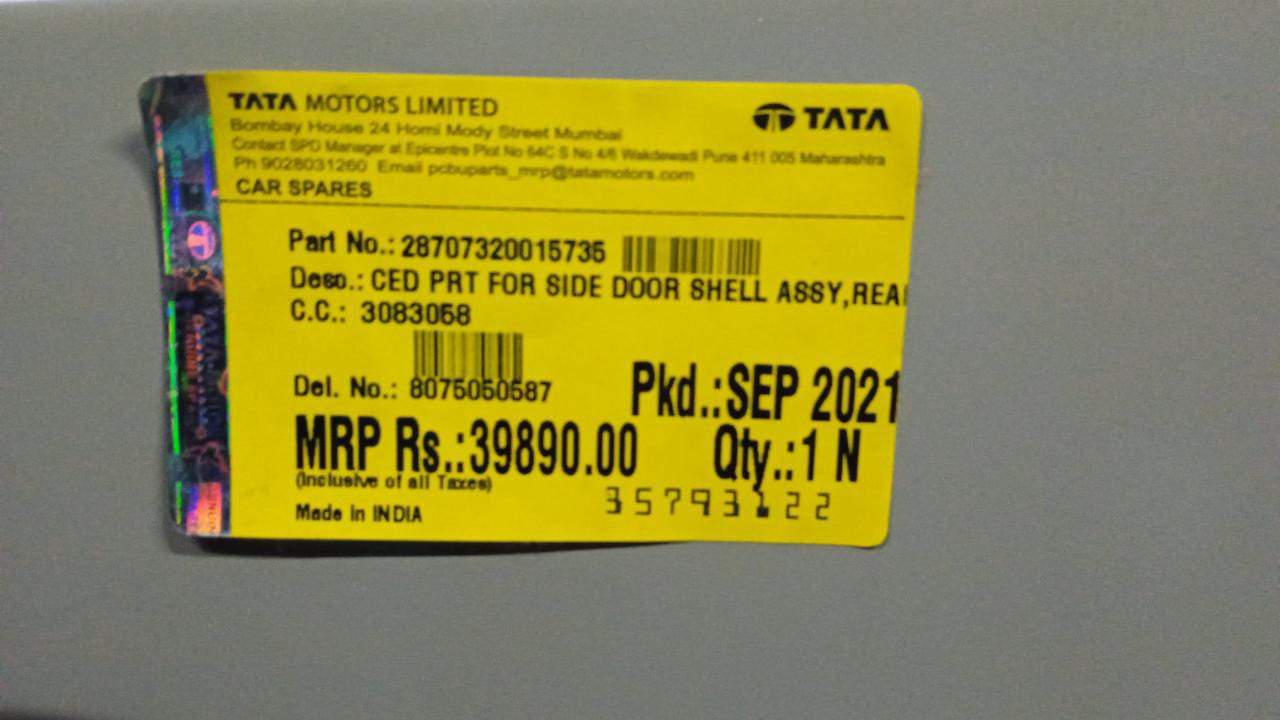 TATA MOTORS LIMITED
TATA
Bombay House 24 Homi Mody Street Mumbai
Contact SPD Manager at Epicentre Plot No 64C S No 4/6 Wakdewadi Pune 411 005 Maharashtra
Ph 9028031260 Email pcbuparts_mrp@tatamotors.com
CAR SPARES
Part No.: 28707320015735
Desc.: CED PRT FOR SIDE DOOR SHELL ASSY,REA
C.C.: 3083058
Del. No.: 8075050587
Pkd.:SEP 2021
MRP Rs.:39890.00 Qty.:1 N
(Inclusive of all Taxes)
35793122
Made in INDIA